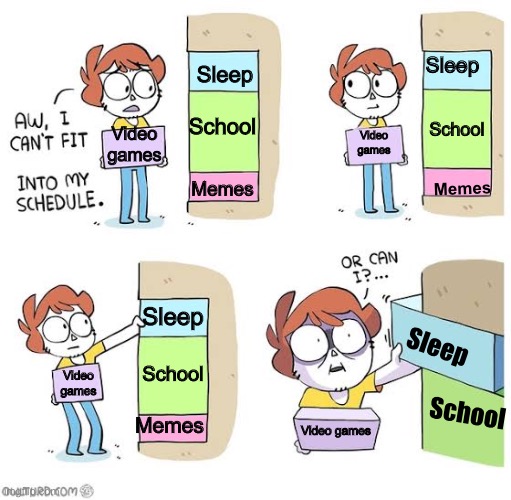 AW, I
CAN'T FIT
Video
games
INTO MY
SCHEDULE.
Sleep
School
Memes
Video
games
Sleep
School
Memes
Video
games
Sleep
School
Memes
OR CAN
I?...
Video games
Sleep
School